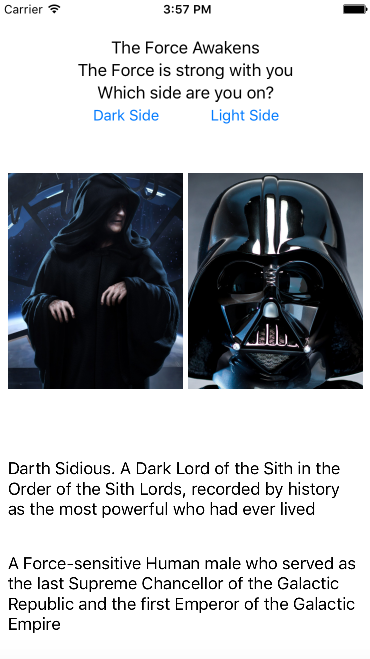 Carrier 3:57 PM
The Force Awakens
The Force is strong with you
Which side are you on?
Dark Side Light Side
Darth Sidious. A Dark Lord of the Sith in the
Order of the Sith Lords, recorded by history
as the most powerful who had ever lived
A Force-sensitive Human male who served as
the last Supreme Chancellor of the Galactic
Republic and the first Emperor of the Galactic
Empire